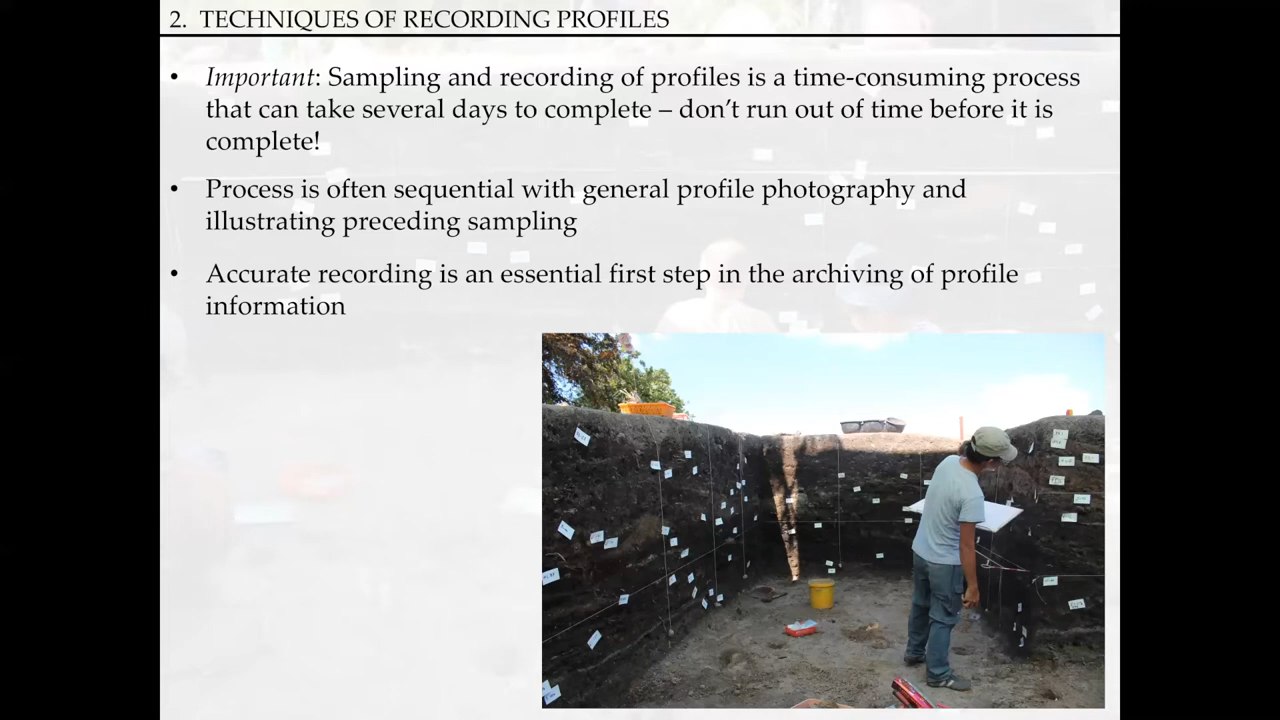 2. TECHNIQUES OF RECORDING PROFILES
• Important: Sampling and recording of profiles is a time-consuming process
that can take several days to complete – don’t run out of time before it is
complete!
• Process is often sequential with general profile photography and
illustrating preceding sampling
• Accurate recording is an essential first step in the archiving of profile
information